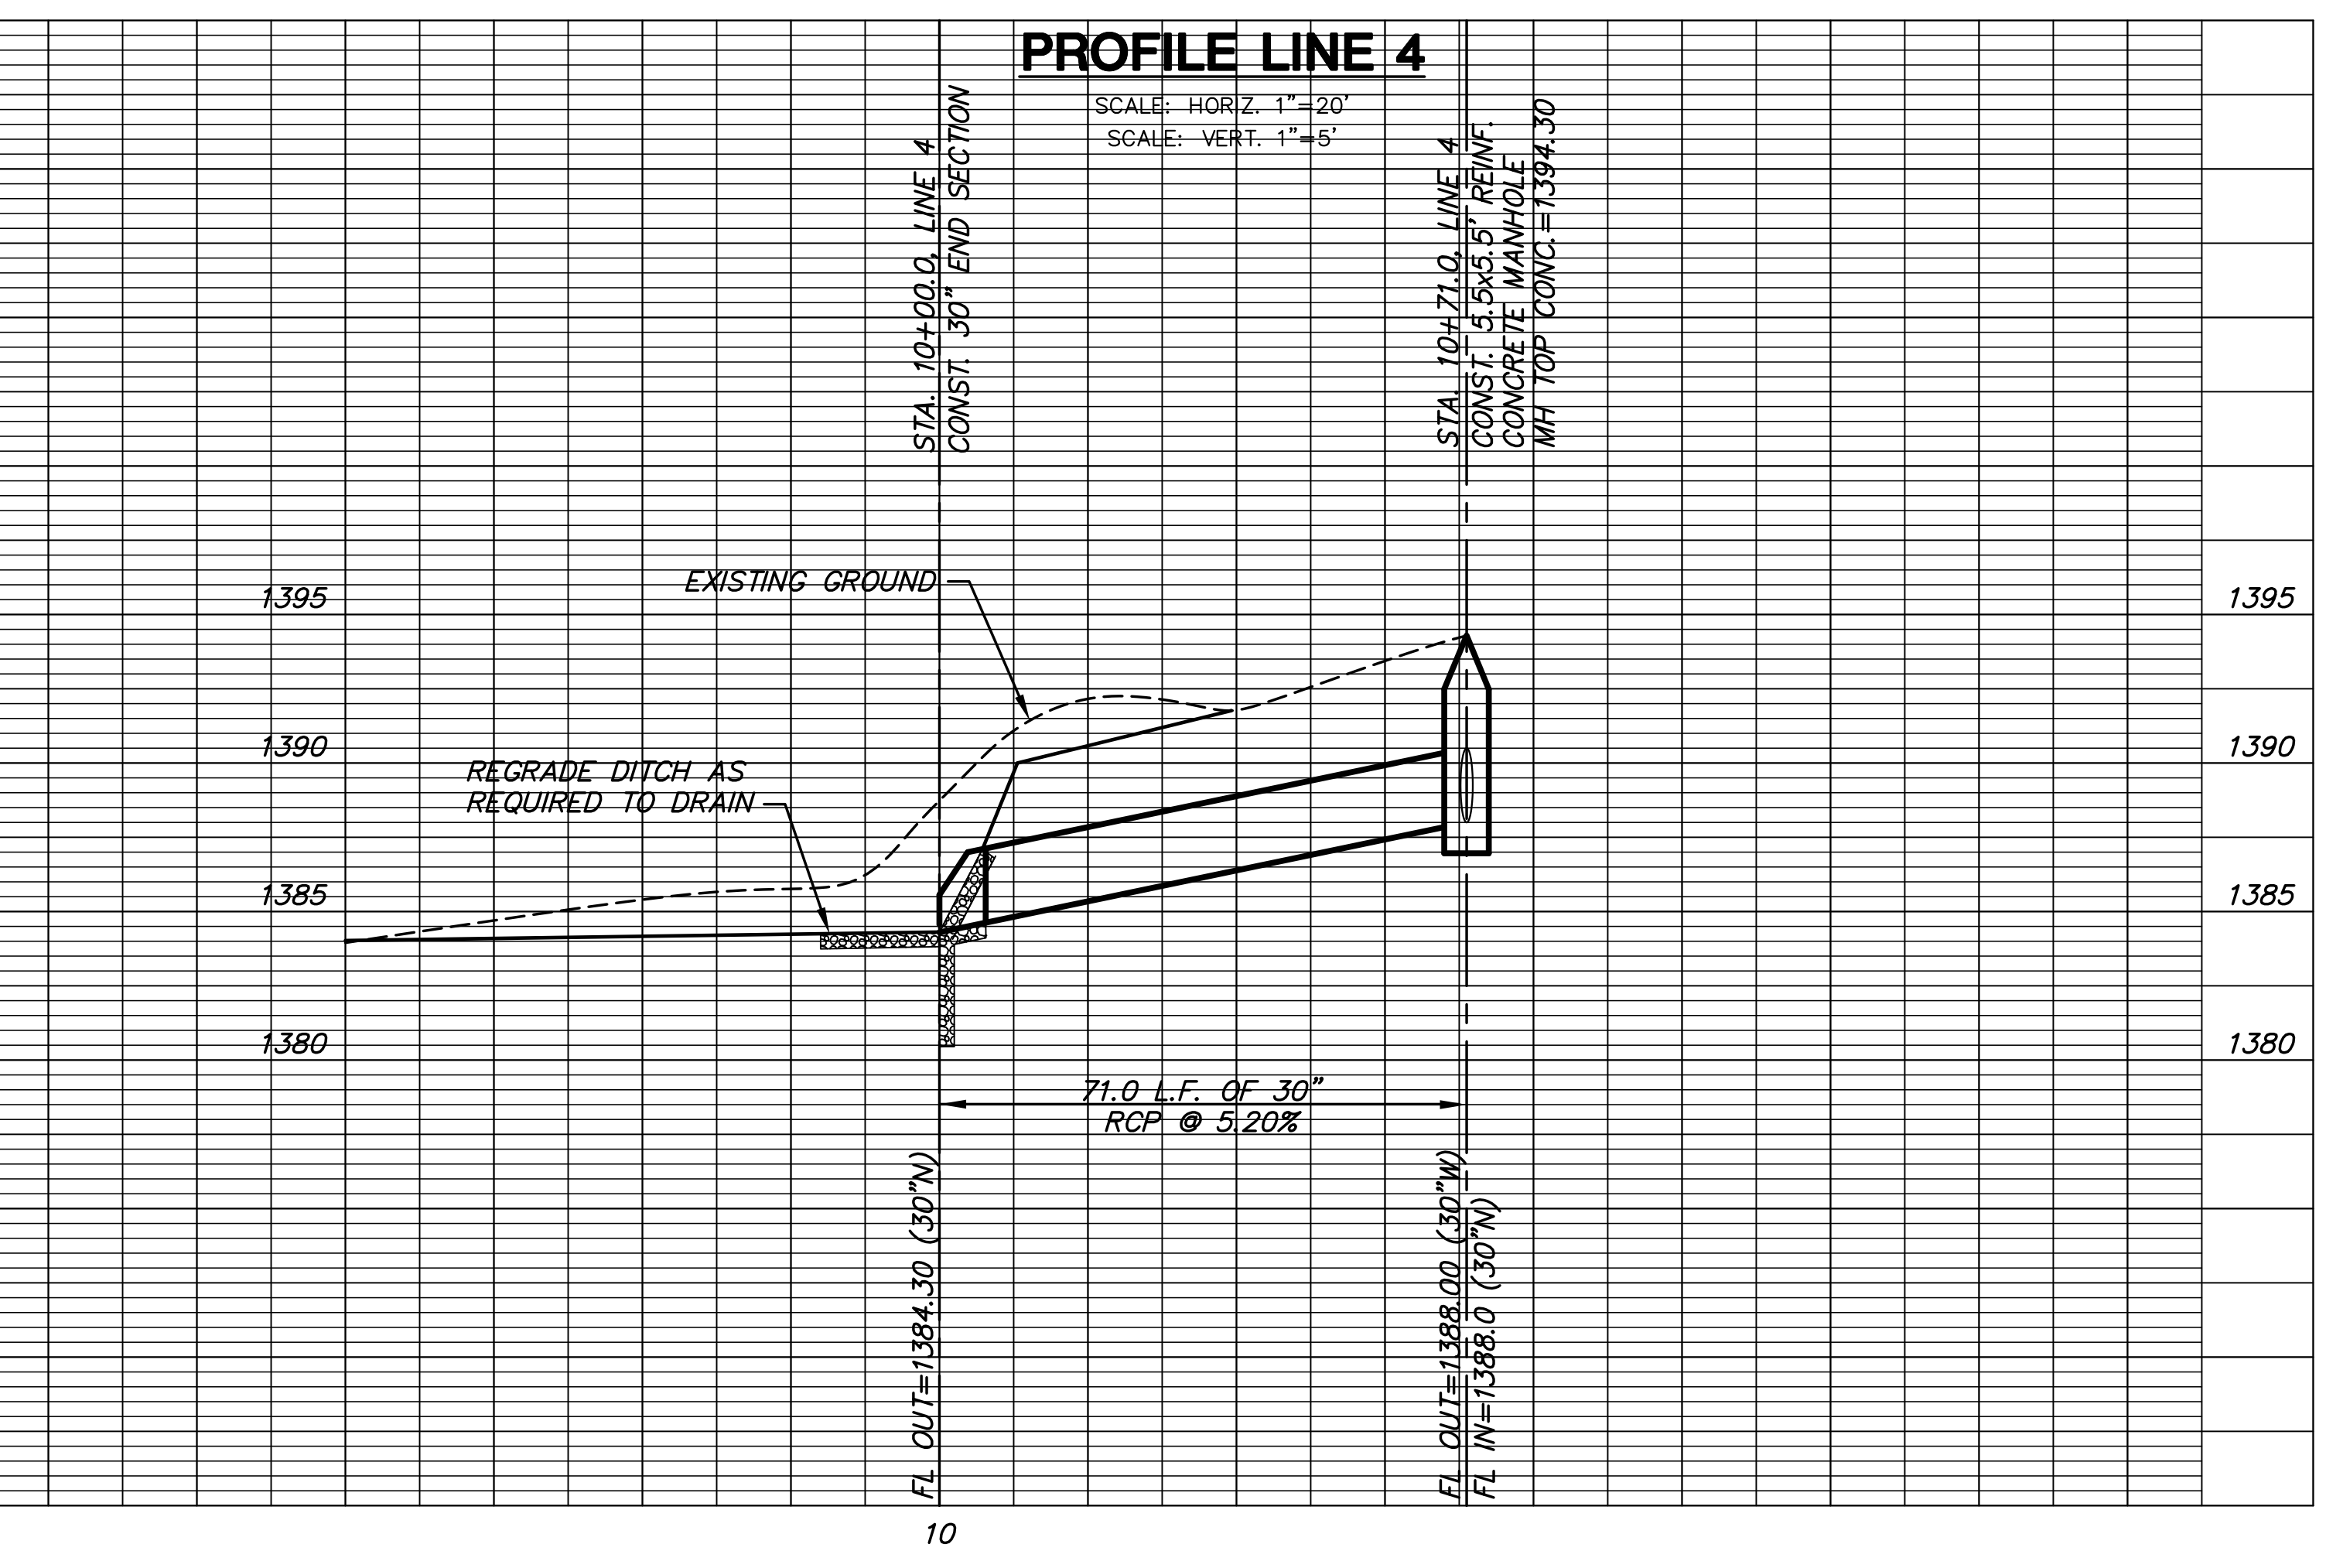 PROFILE LINE 4
SCALE: HORIZ. 1"=20'
SCALE: VERT. 1"=5'
STA. 10+00.0, LINE 4
CONST. 30" END SECTION
STA. 10+71.0, LINE 4
CONST. 5.5x5.5' REINF.
CONCRETE MANHOLE
MH TOP CONC.=1394.30
EXISTING GROUND
1395
1395
1390
1390
REGRADE DITCH AS
REQUIRED TO DRAIN
1385
1385
1380
1380
71.0 L.F. OF 30"
RCP @ 5.20%
FL OUT=1384.30 (30"N)
FL OUT=1388.00 (30"W)
FL IN=1388.0 (30"N)
10